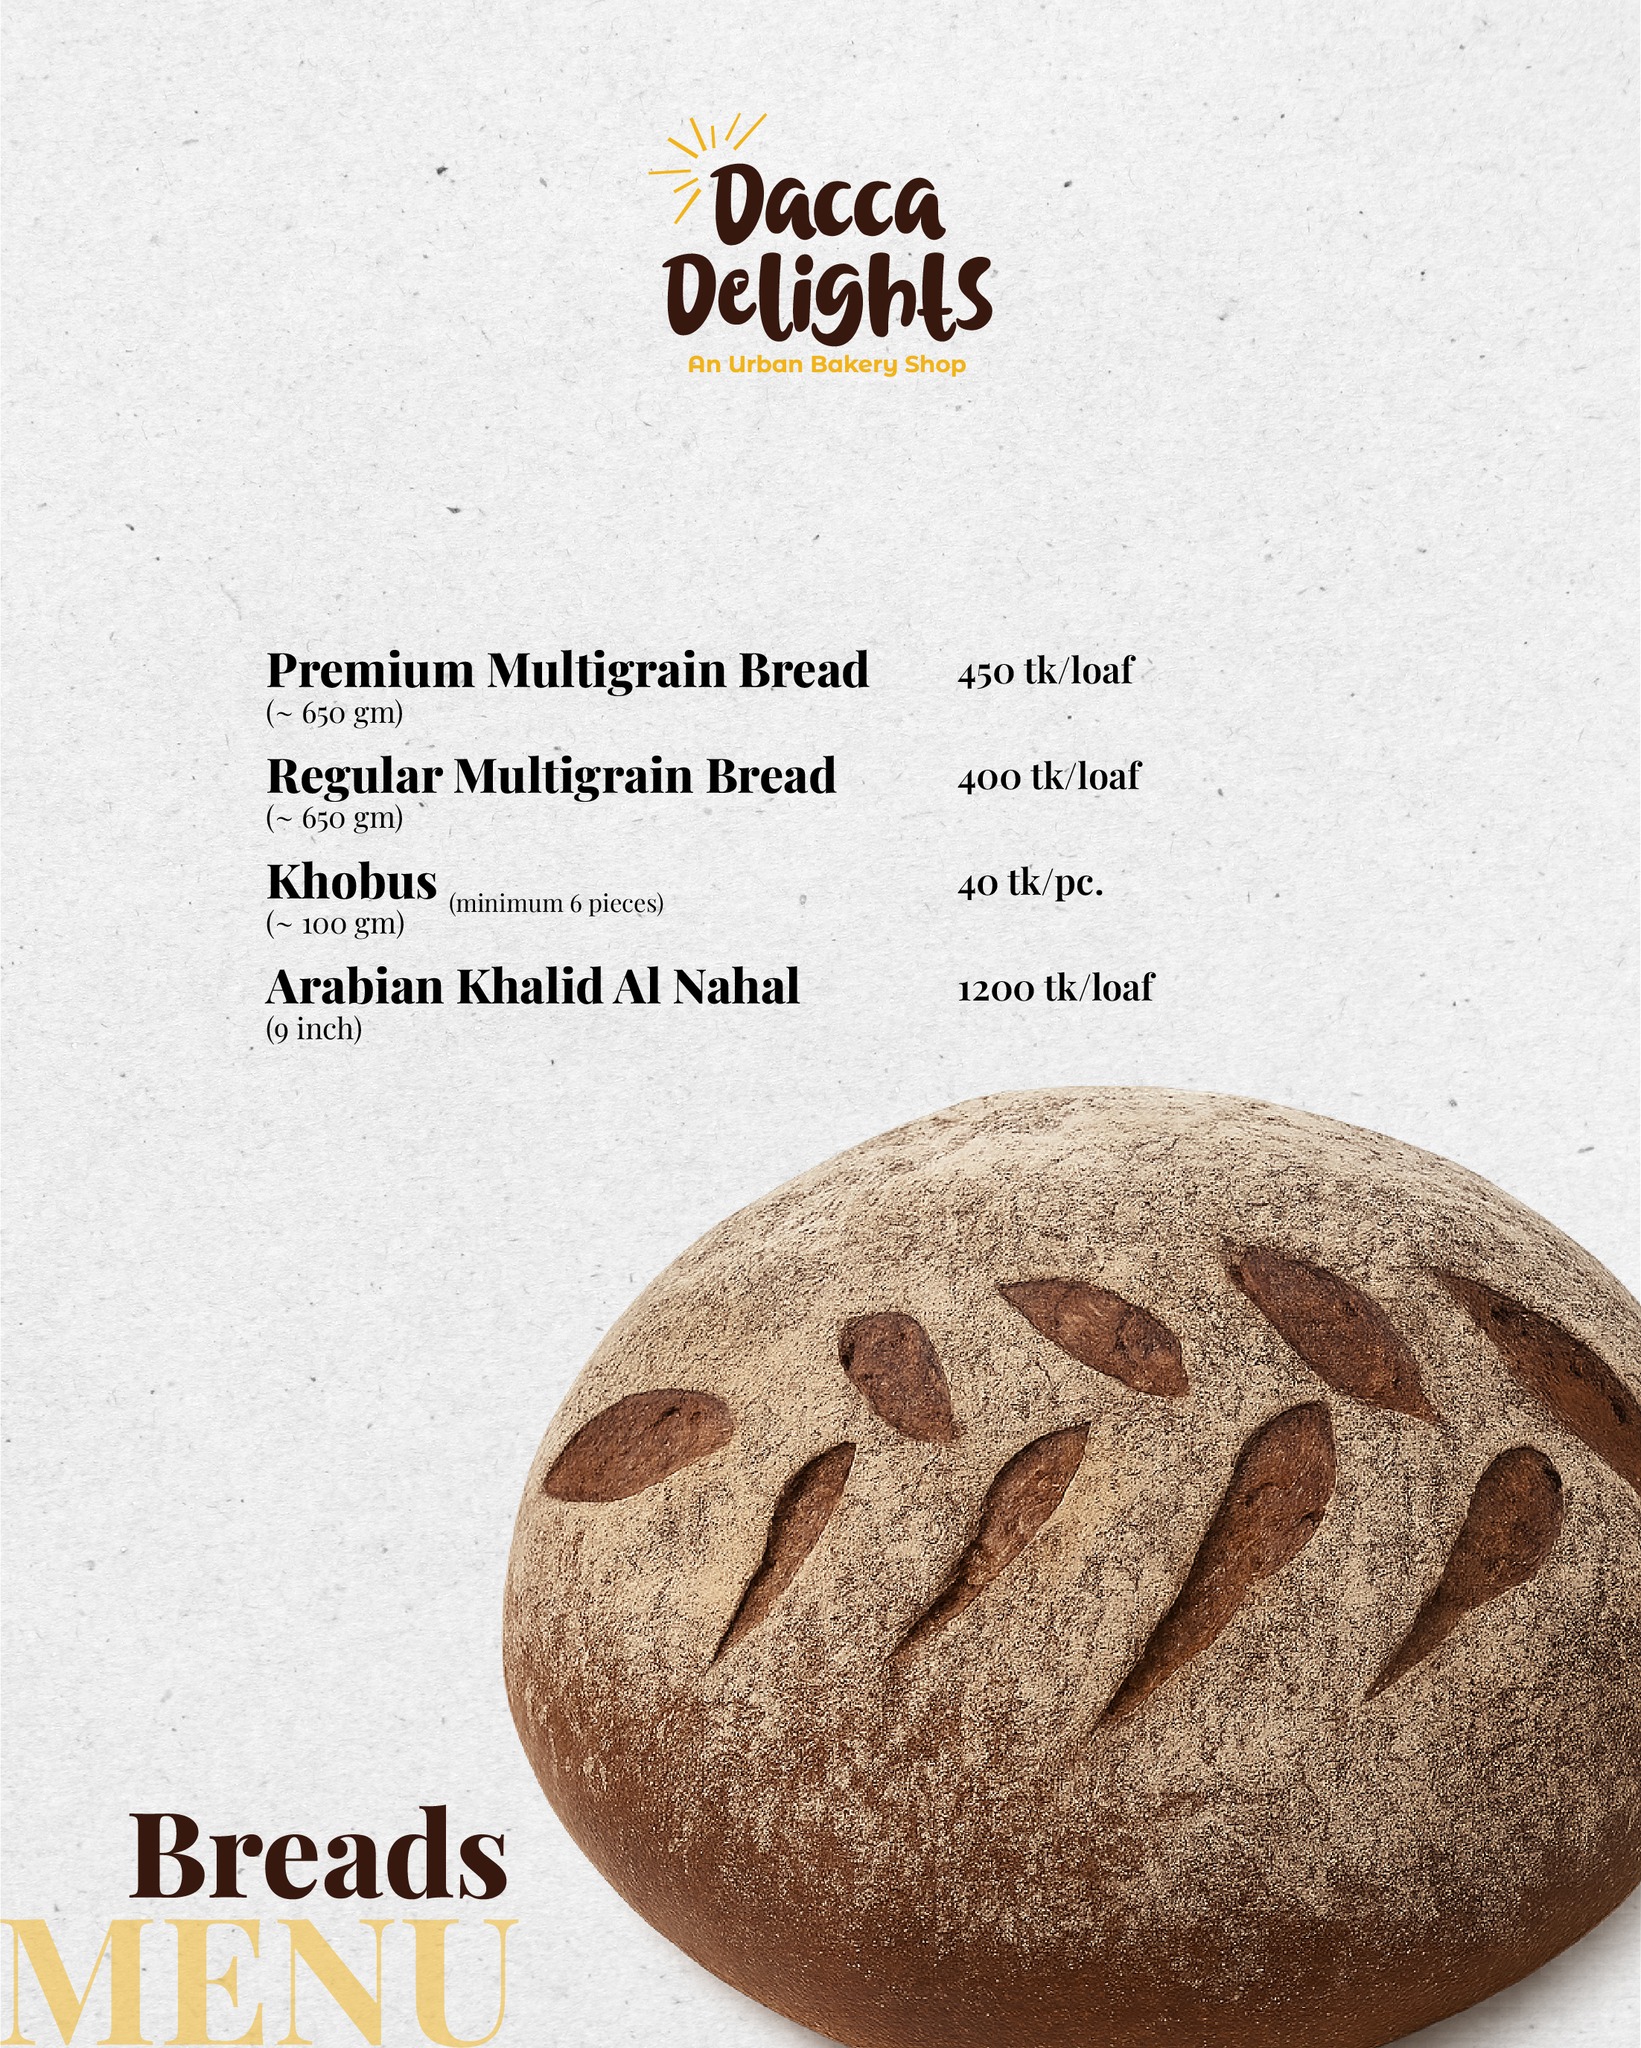 Dacca
Delights
An Urban Bakery Shop
Premium Multigrain Bread 450 tk/loaf
(~ 650 gm)
Regular Multigrain Bread 400 tk/loaf
(~ 650 gm)
Khobus (minimum 6 pieces) 40 tk/pc.
(~ 100 gm)
Arabian Khalid Al Nahal 1200 tk/loaf
(9 inch)
Breads
MENU